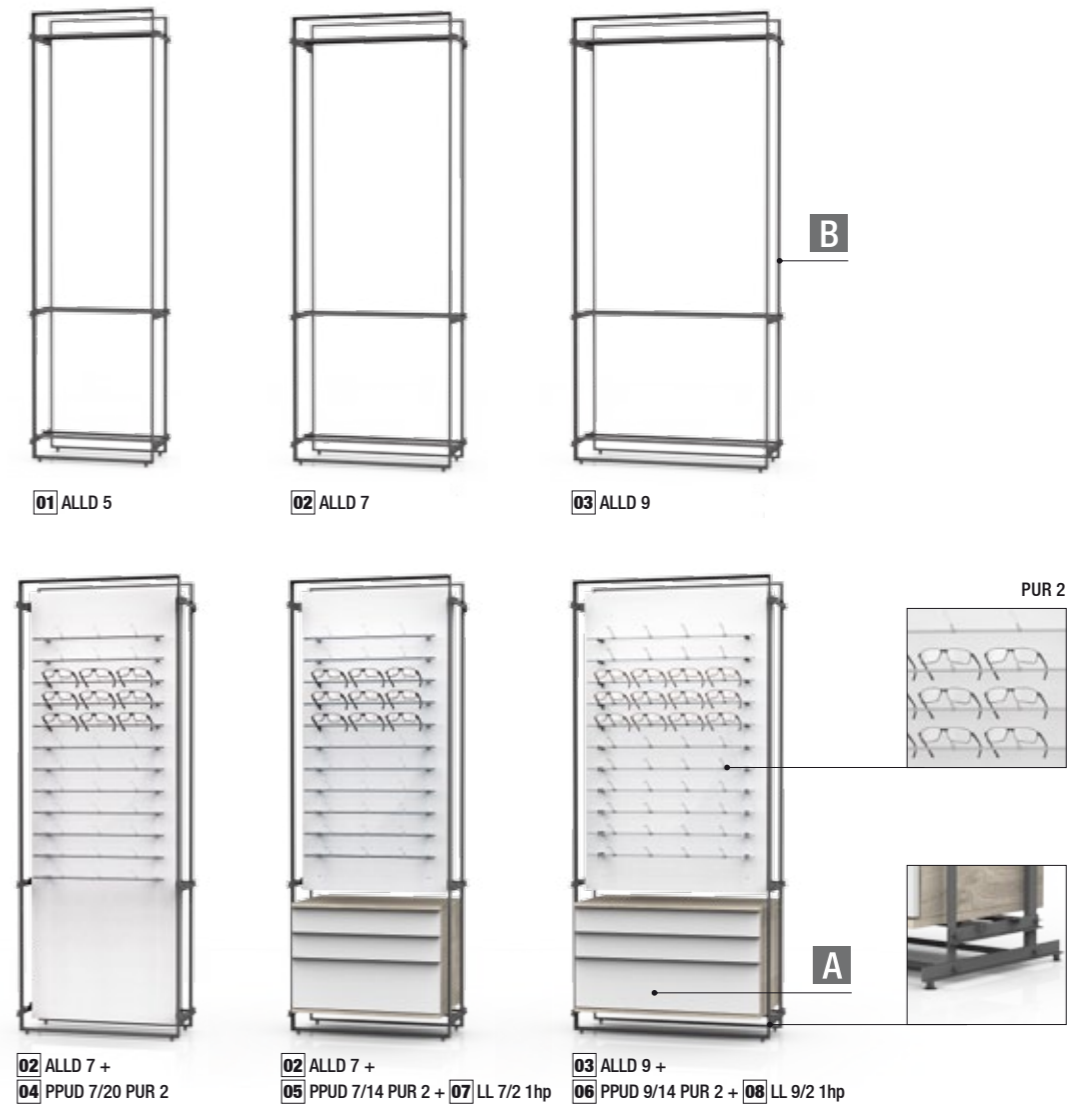 B
01 ALLD 5
02 ALLD 7
03 ALLD 9
PUR 2
A
02 ALLD 7 +
04 PPUD 7/20 PUR 2
02 ALLD 7 +
05 PPUD 7/14 PUR 2 + 07 LL 7/2 1hp
03 ALLD 9 +
06 PPUD 9/14 PUR 2 + 08 LL 9/2 1hp